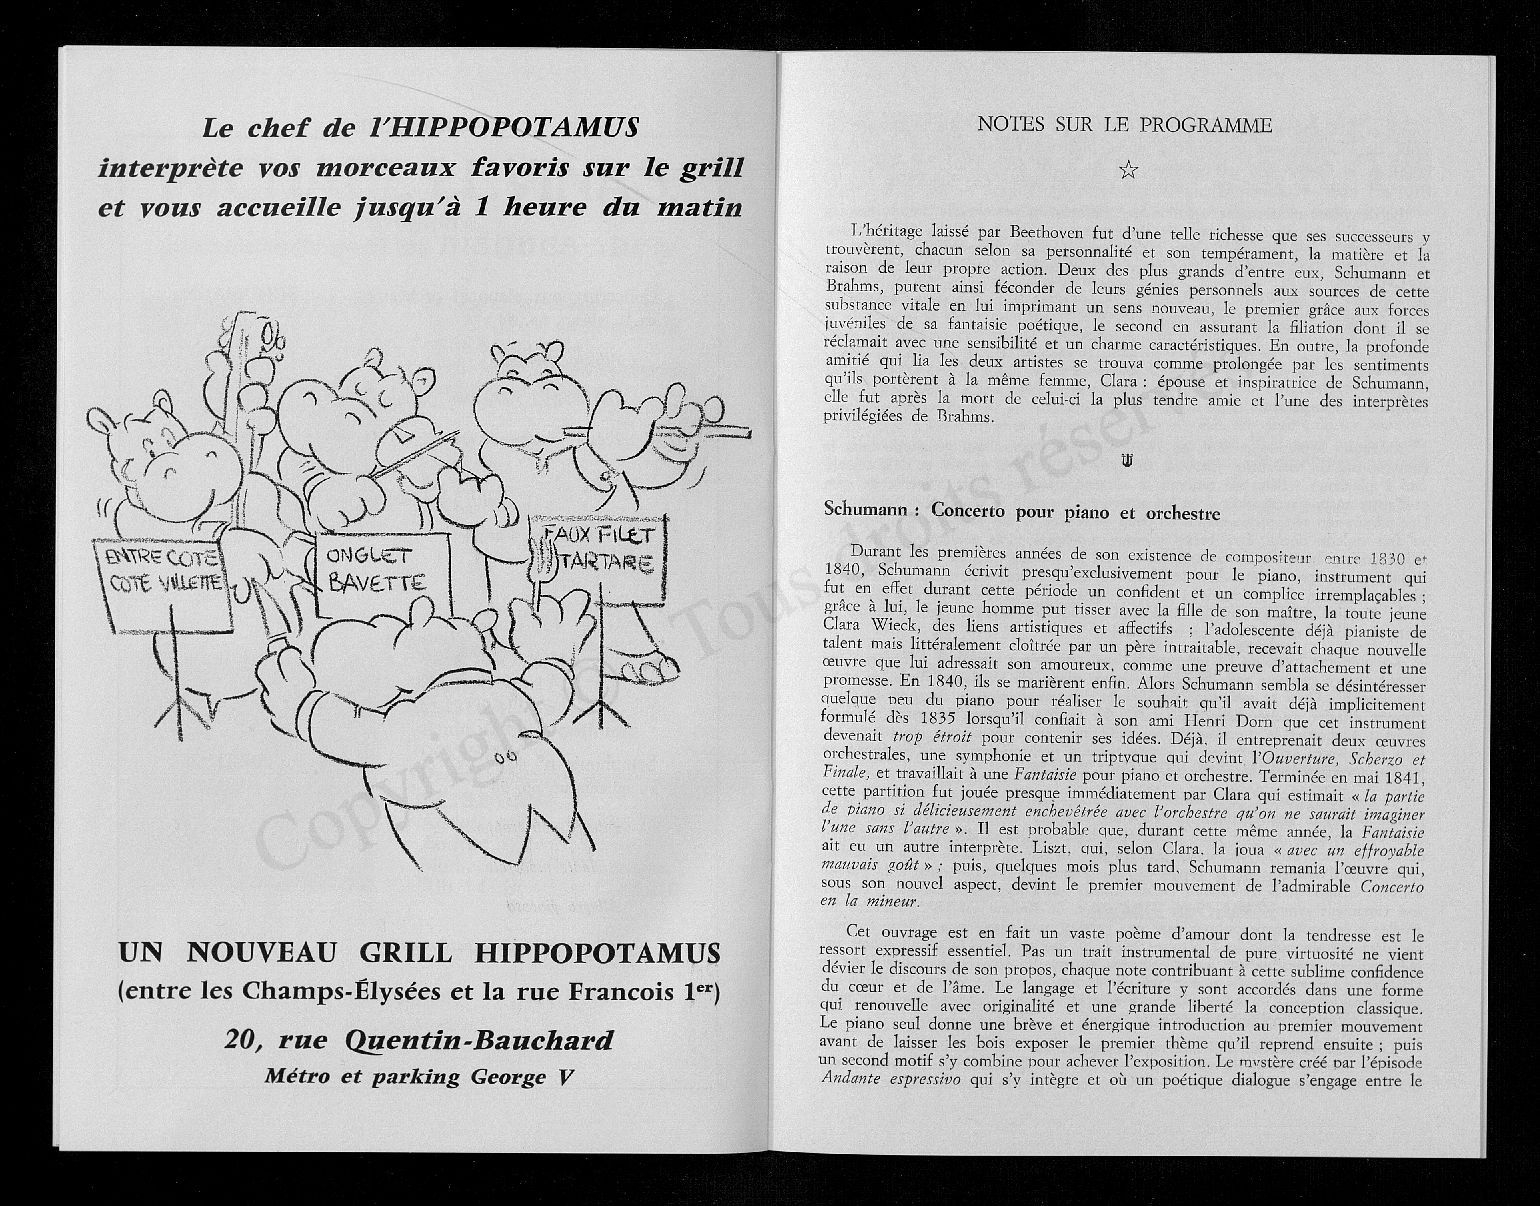 Le chef de l'HIPPOPOTAMUS
interprète vos morceaux favoris sur le grill
et vous accueille jusqu'à 1 heure du matin
ENTRECOTE
COTE VILLETTE
ONGLET
BAVETTE
FAUX FILET
TARTARE
UN NOUVEAU GRILL HIPPOPOTAMUS
(entre les Champs-Élysées et la rue Francois 1er)
20, rue Quentin-Bauchard
Métro et parking George V
NOTES SUR LE PROGRAMME
L'héritage laissé par Beethoven fut d'une telle richesse que ses successeurs y
trouvèrent, chacun selon sa personnalité et son tempérament, la matière et la
raison de leur propre action. Deux des plus grands d'entre eux, Schumann et
Brahms, purent ainsi féconder de leurs génies personnels aux sources de cette
substance vitale en lui imprimant un sens nouveau, le premier grâce aux forces
juvéniles de sa fantaisie poétique, le second en assurant la filiation dont il se
réclamait avec une sensibilité et un charme caractéristiques. En outre, la profonde
amitié qui lia les deux artistes se trouva comme prolongée par les sentiments
qu'ils portèrent à la même femme, Clara : épouse et inspiratrice de Schumann,
elle fut après la mort de celui-ci la plus tendre amie et l'une des interprètes
privilégiées de Brahms.
Schumann : Concerto pour piano et orchestre
Durant les premières années de son existence de compositeur entre 1830 et
1840, Schumann écrivit presqu'exclusivement pour le piano, instrument qui
fut en effet durant cette période un confident et un complice irremplaçables ;
grâce à lui, le jeune homme put tisser avec la fille de son maître, la toute jeune
Clara Wieck, des liens artistiques et affectifs ; l'adolescente déjà pianiste de
talent mais littéralement cloîtrée par un père intraitable, recevait chaque nouvelle
œuvre que lui adressait son amoureux, comme une preuve d'attachement et une
promesse. En 1840, ils se marièrent enfin. Alors Schumann sembla se désintéresser
quelque peu du piano pour réaliser le souhait qu'il avait déjà implicitement
formulé dès 1835 lorsqu'il confiait à son ami Henri Dorn que cet instrument
devenait trop étroit pour contenir ses idées. Déjà, il entreprenait deux œuvres
orchestrales, une symphonie et un triptyque qui devint l'Ouverture, Scherzo et
Finale, et travaillait à une Fantaisie pour piano et orchestre. Terminée en mai 1841,
cette partition fut jouée presque immédiatement par Clara qui estimait « la partie
de piano si délicieusement enchevêtrée avec l'orchestre qu'on ne saurait imaginer
l'une sans l'autre ». Il est probable que, durant cette même année, la Fantaisie
ait eu un autre interprète. Liszt, qui, selon Clara, la joua « avec un effroyable
mauvais goût » ; puis, quelques mois plus tard, Schumann remania l'œuvre qui,
sous son nouvel aspect, devint le premier mouvement de l'admirable Concerto
en la mineur.
Cet ouvrage est en fait un vaste poème d'amour dont la tendresse est le
ressort expressif essentiel. Pas un trait instrumental de pure virtuosité ne vient
dévier le discours de son propos, chaque note contribuant à cette sublime confidence
du cœur et de l'âme. Le langage et l'écriture y sont accordés dans une forme
qui renouvelle avec originalité et une grande liberté la conception classique.
Le piano seul donne une brève et énergique introduction au premier mouvement
avant de laisser les bois exposer le premier thème qu'il reprend ensuite ; puis
un second motif s'y combine pour achever l'exposition. Le mystère créé par l'épisode
Andante espressivo qui s'y intègre et où un poétique dialogue s'engage entre le
Copyright © Tous droits réservés